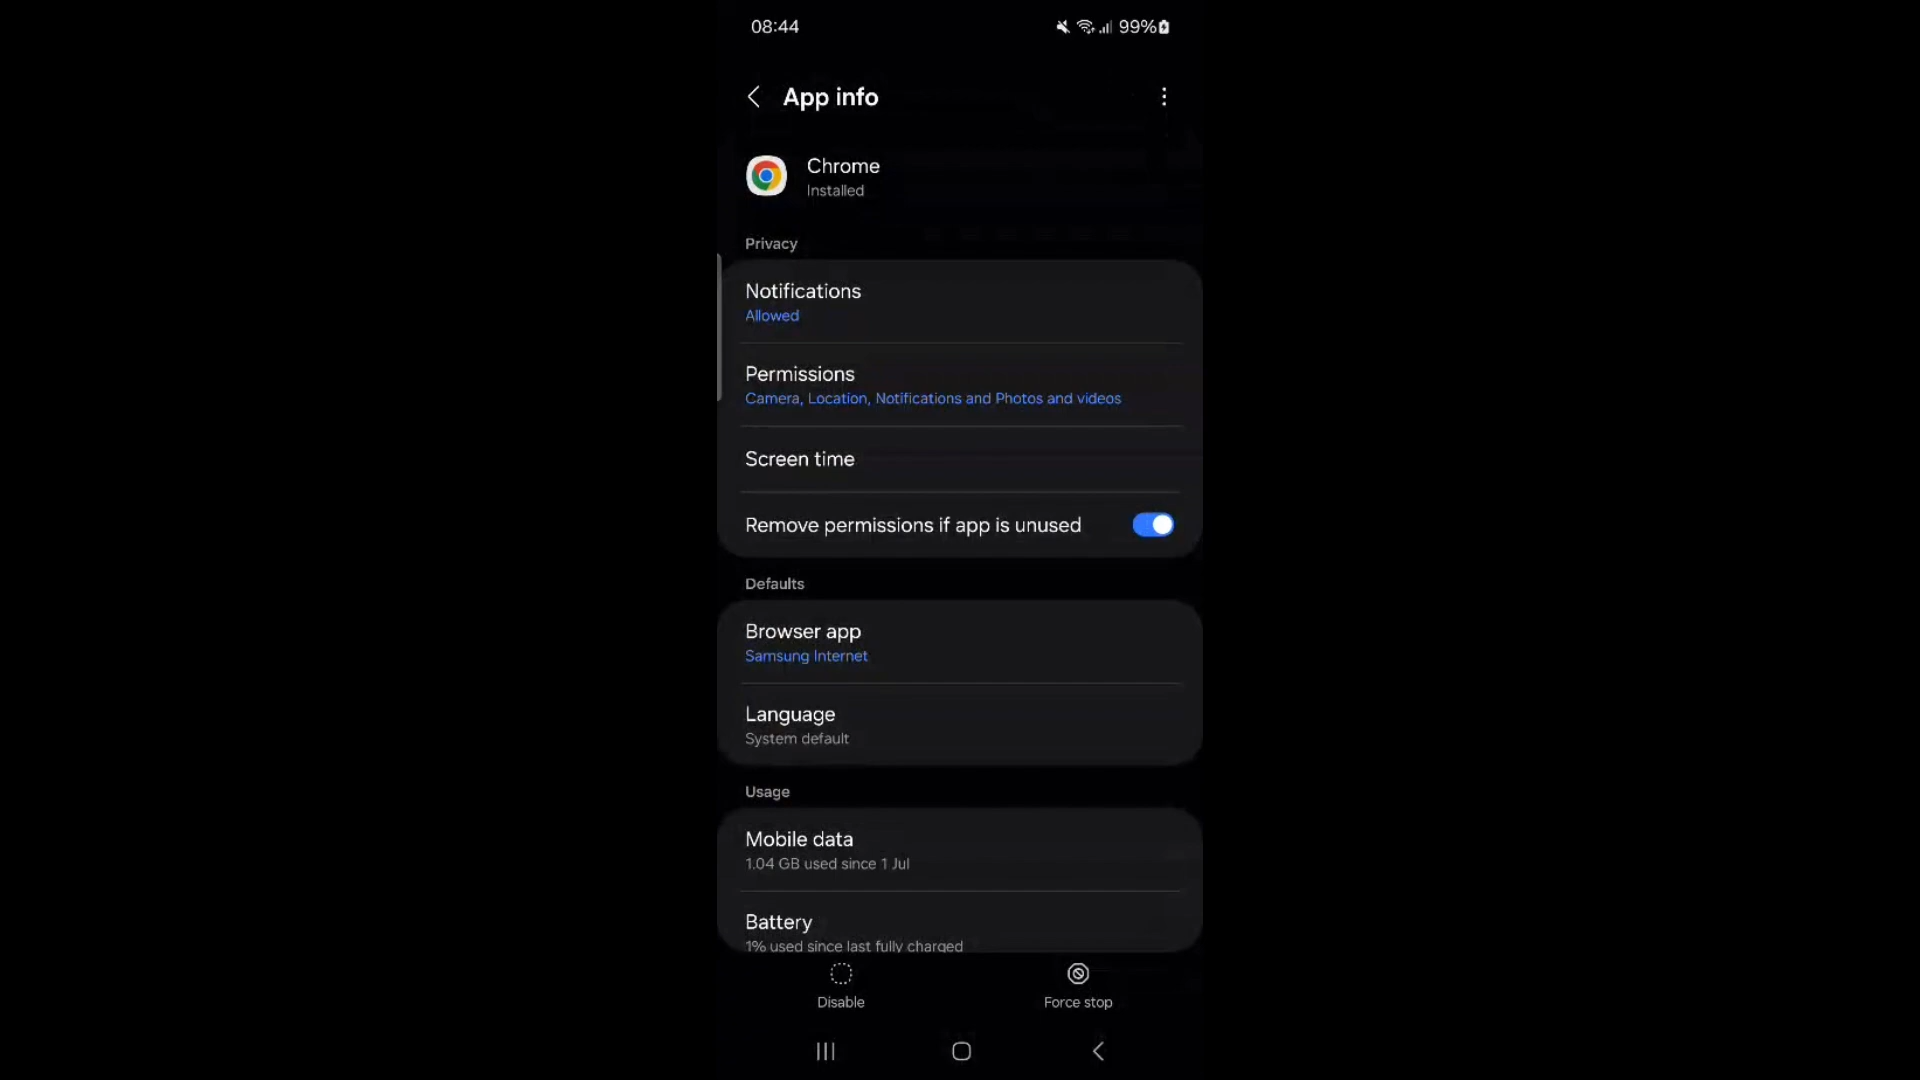 08:44
99%
App info
Chrome
Installed
Privacy
Notifications
Allowed
Permissions
Camera, Location, Notifications and Photos and videos
Screen time
Remove permissions if app is unused
Defaults
Browser app
Samsung Internet
Language
System default
Usage
Mobile data
1.04 GB used since 1 Jul
Battery
1% used since last fully charged
Disable
Force stop